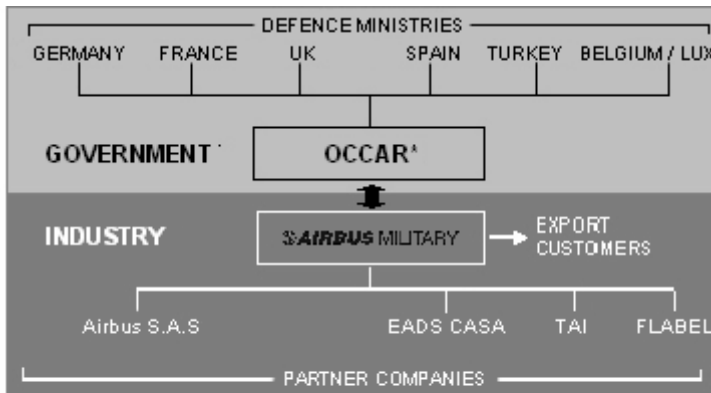 DEFENCE MINISTRIES
GERMANY FRANCE UK SPAIN TURKEY BELGIUM / LUX
GOVERNMENT OCCAR*
INDUSTRY AIRBUS MILITARY EXPORT
CUSTOMERS
Airbus S.A.S EADS CASA TAI FLABEL
PARTNER COMPANIES